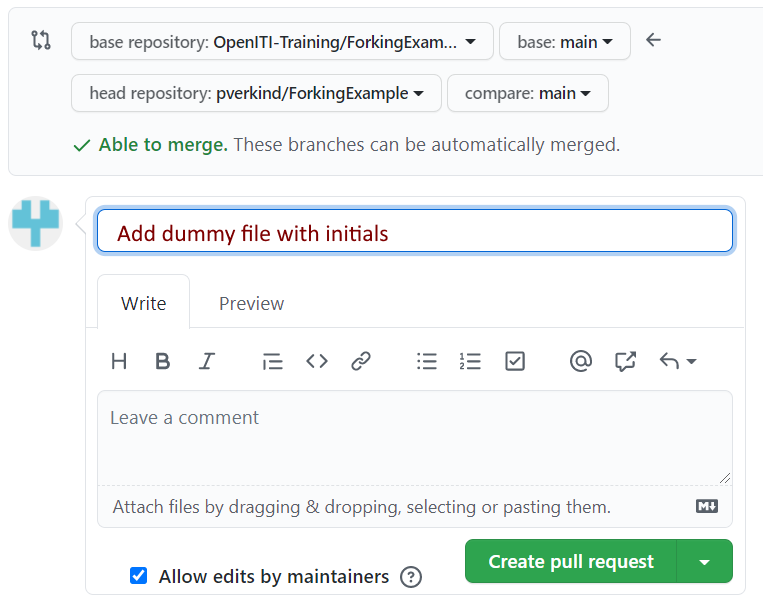 base repository: OpenITI-Training/ForkingExam... base: main
head repository: pverkind/ForkingExample compare: main
Able to merge. These branches can be automatically merged.
Add dummy file with initials
Write Preview
H B I
Leave a comment
Attach files by dragging & dropping, selecting or pasting them.
Allow edits by maintainers Create pull request